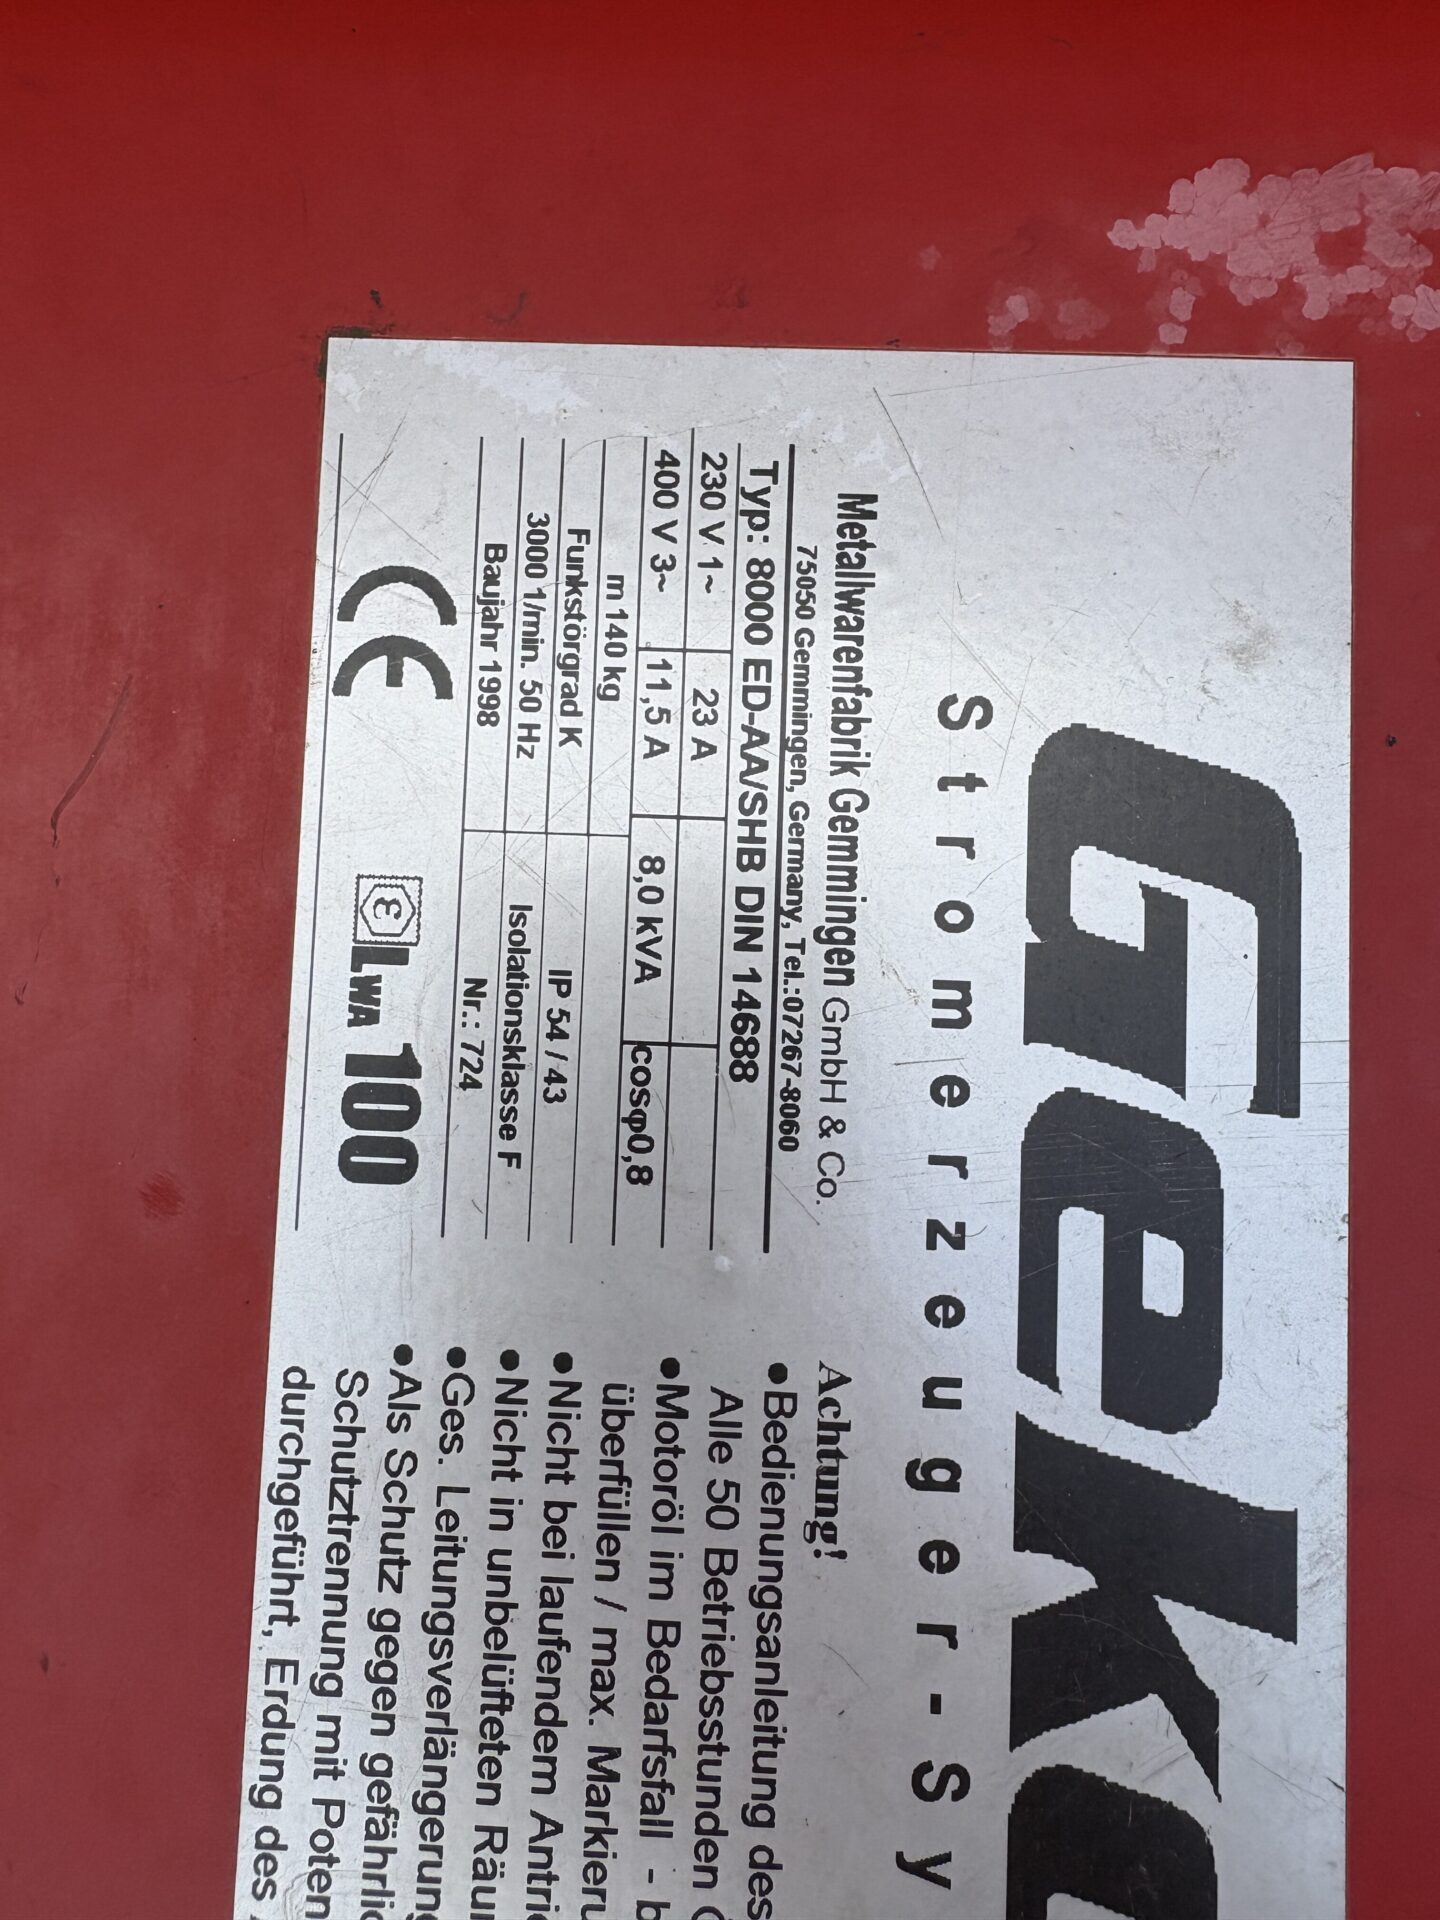 Geko
Stromerzeuger-Sy
Metallwarenfabrik Gemmingen GmbH & Co.
75050 Gemmingen, Germany, Tel.:07267-8060
Typ: 8000 ED-AA/SHB DIN 14688
230 V 1~ 23 A
400 V 3~ 11,5 A 8,0 kVA cosφ0,8
m 140 kg
Funkstörgrad K IP 54 / 43
3000 1/min. 50 Hz Isolationsklasse F
Baujahr 1998 Nr.: 724
CE ε LWA 100
Achtung!
●Bedienungsanleitung des
Alle 50 Betriebsstunden
●Motoröl im Bedarfsfall - b
überfüllen / max. Markieru
●Nicht bei laufendem Antri
●Nicht in unbelüfteten Räu
●Ges. Leitungsverlängerun
●Als Schutz gegen gefährli
Schutztrennung mit Poten
durchgeführt, Erdung des